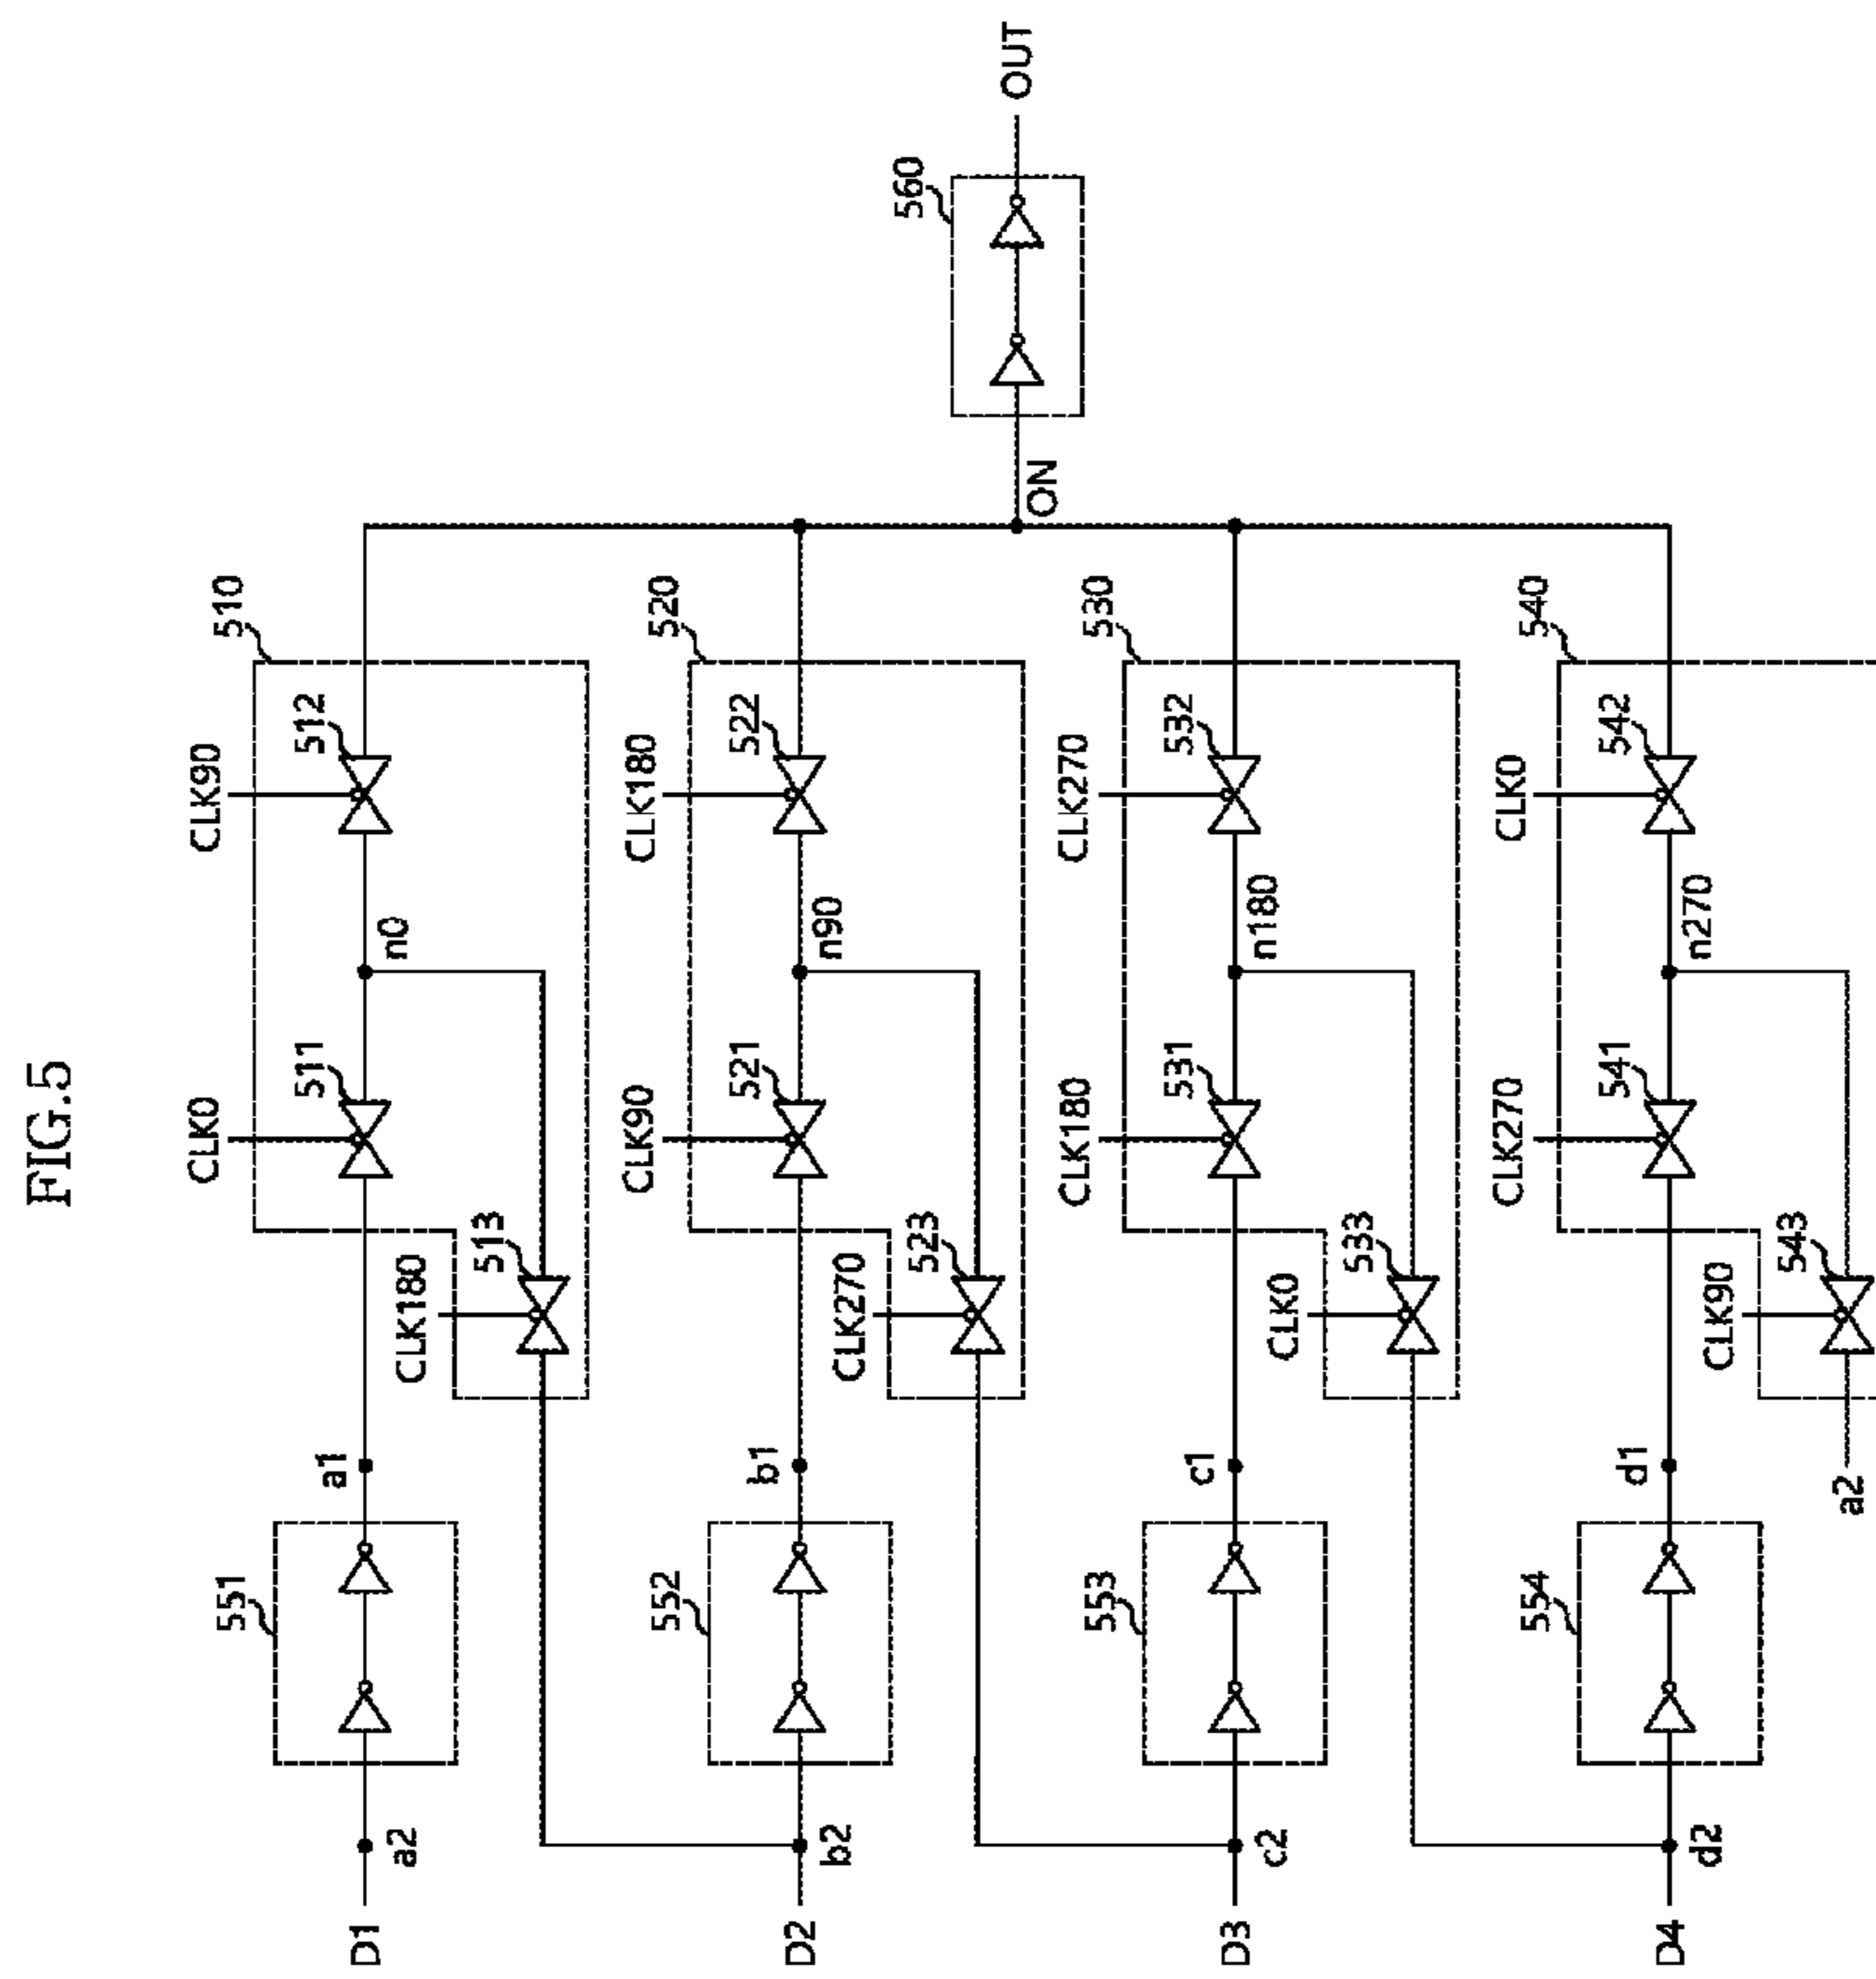 FIG.5
D1
a2
551
a1
CLK0
511
n0
CLK90
512
510
CLK180
513
D2
b2
552
b1
CLK90
521
n90
CLK180
522
520
CLK270
523
ON
560
OUT
D3
c2
553
c1
CLK180
531
n180
CLK270
532
530
CLK0
533
D4
d2
554
d1
CLK270
541
n270
CLK0
542
540
CLK90
543
a2